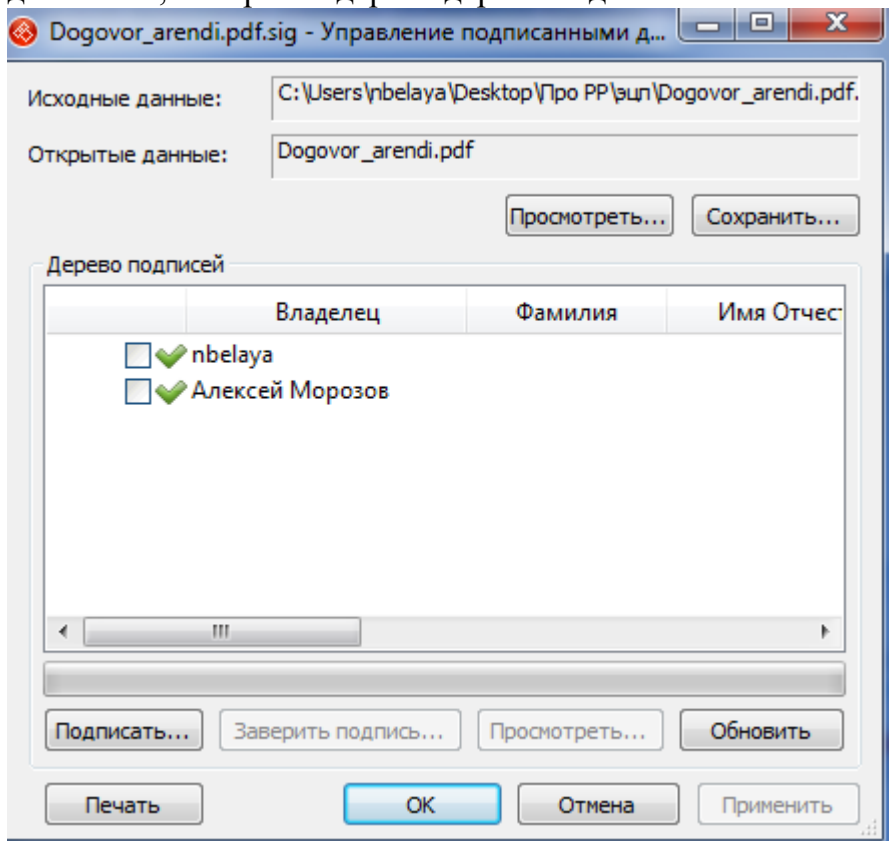 Dogovor_arendi.pdf.sig - Управление подписанными д...
Исходные данные: C:\Users\nbelaya\Desktop\Про РР\эцп\Dogovor_arendi.pdf.
Открытые данные: Dogovor_arendi.pdf
Просмотреть... Сохранить...
Дерево подписей
Владелец Фамилия Имя Отчест
nbelaya
Алексей Морозов
Подписать... Заверить подпись... Просмотреть... Обновить
Печать ОК Отмена Применить